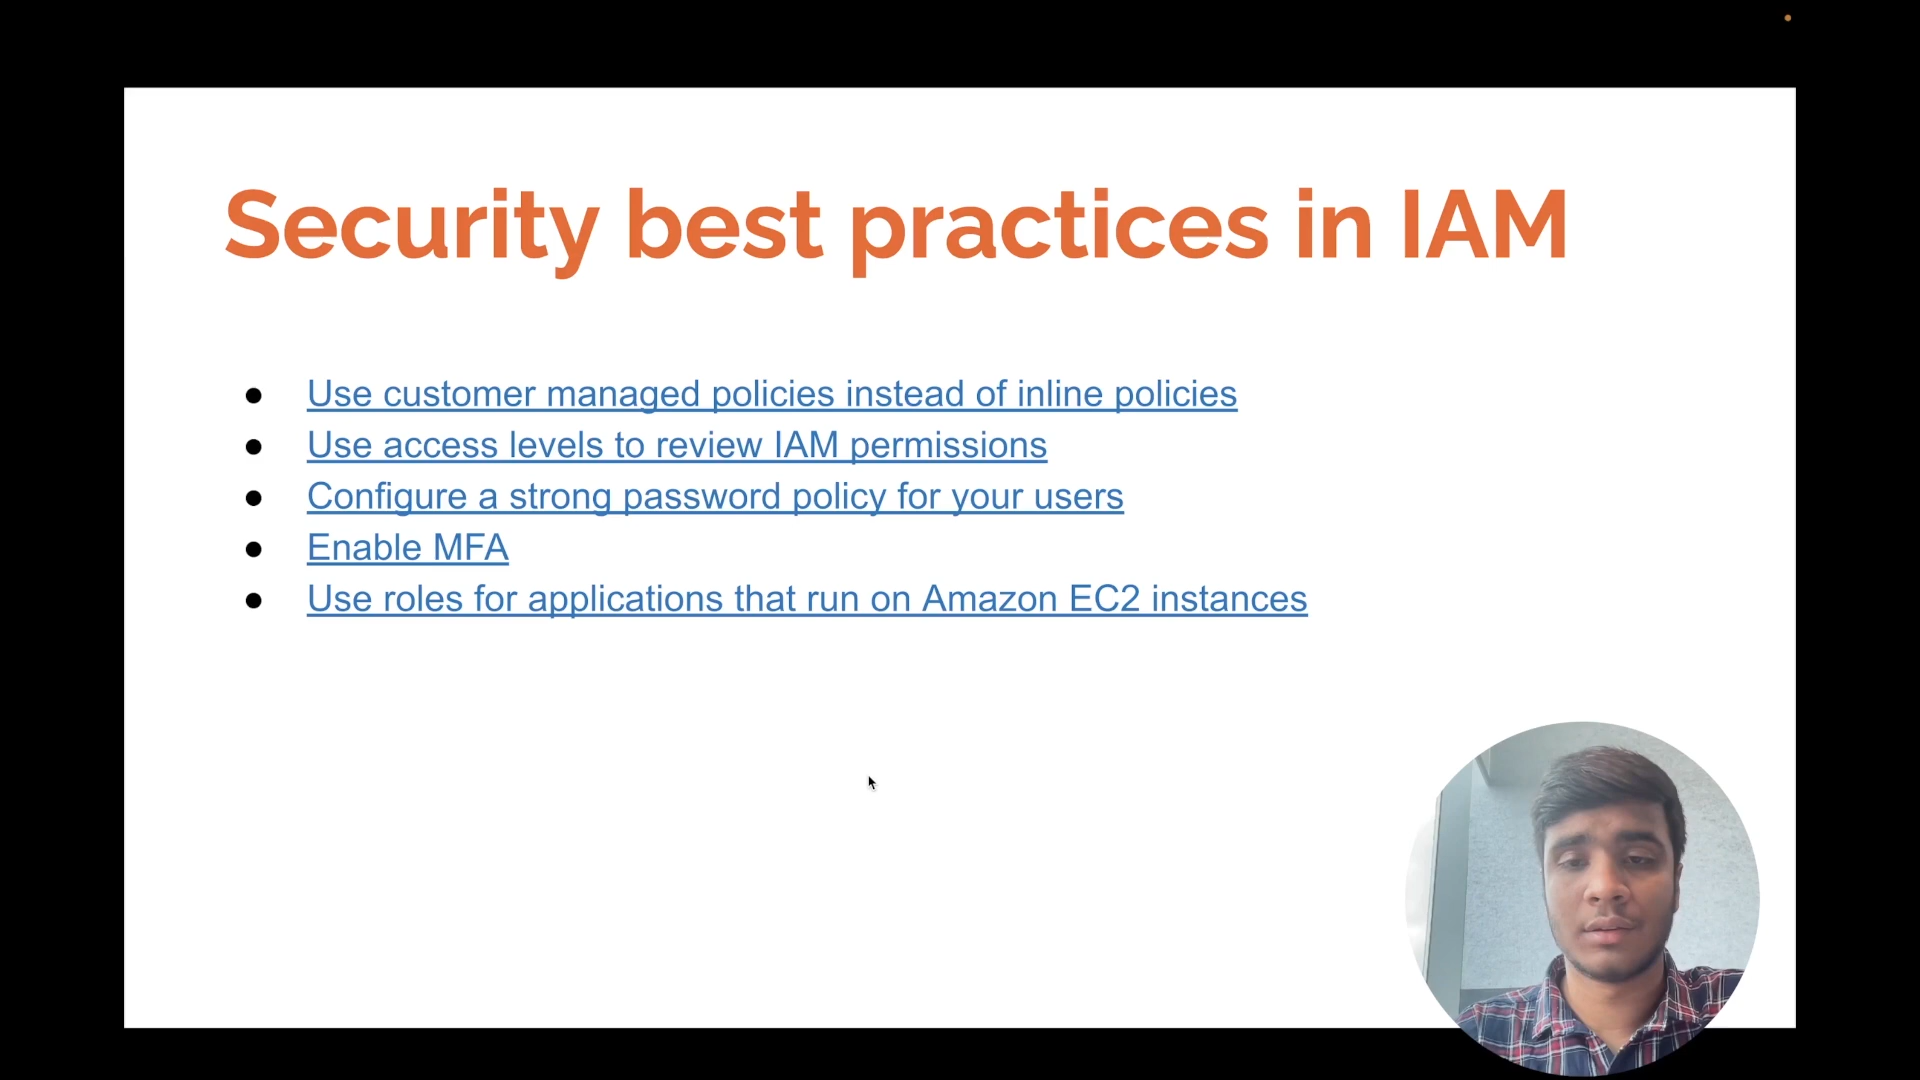 Security best practices in IAM
● Use customer managed policies instead of inline policies
● Use access levels to review IAM permissions
● Configure a strong password policy for your users
● Enable MFA
● Use roles for applications that run on Amazon EC2 instances